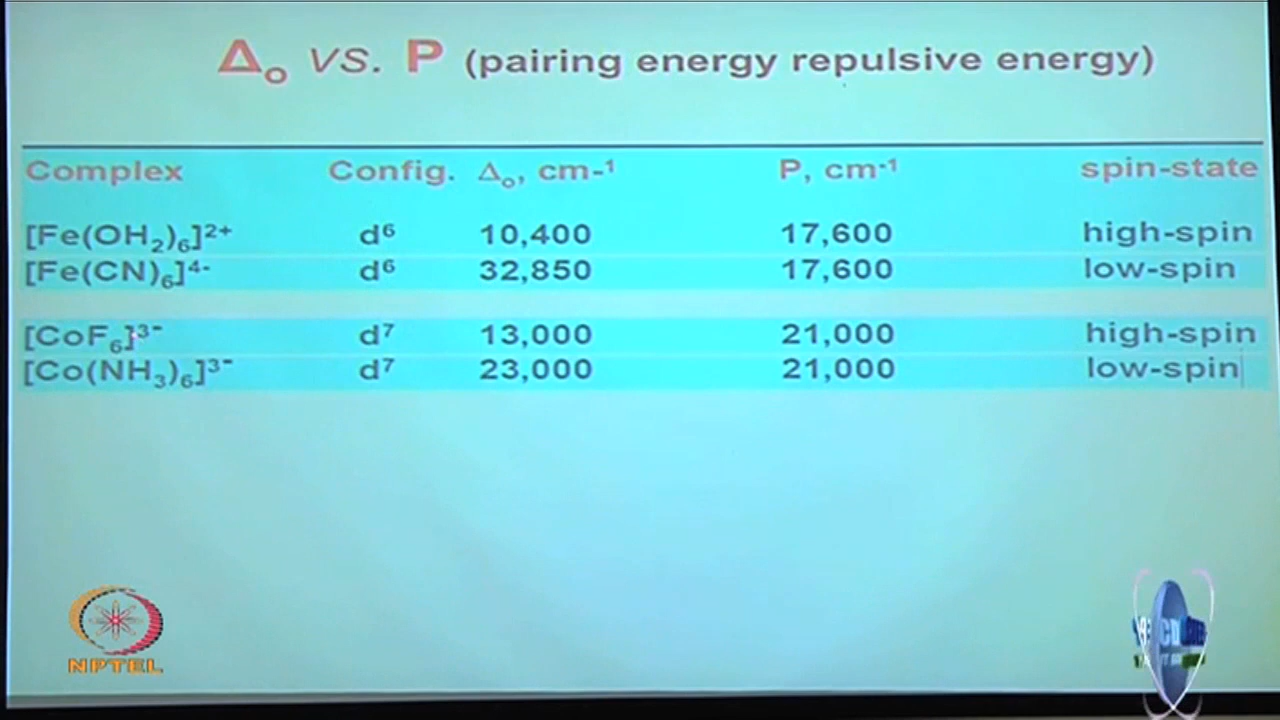 Δo VS. P (pairing energy repulsive energy)
Complex Config. Δo, cm-1 P, cm-1 spin-state
[Fe(OH2)6]2+ d6 10,400 17,600 high-spin
[Fe(CN)6]4- d6 32,850 17,600 low-spin
[CoF6]3- d7 13,000 21,000 high-spin
[Co(NH3)6]3- d7 23,000 21,000 low-spin
NPTEL